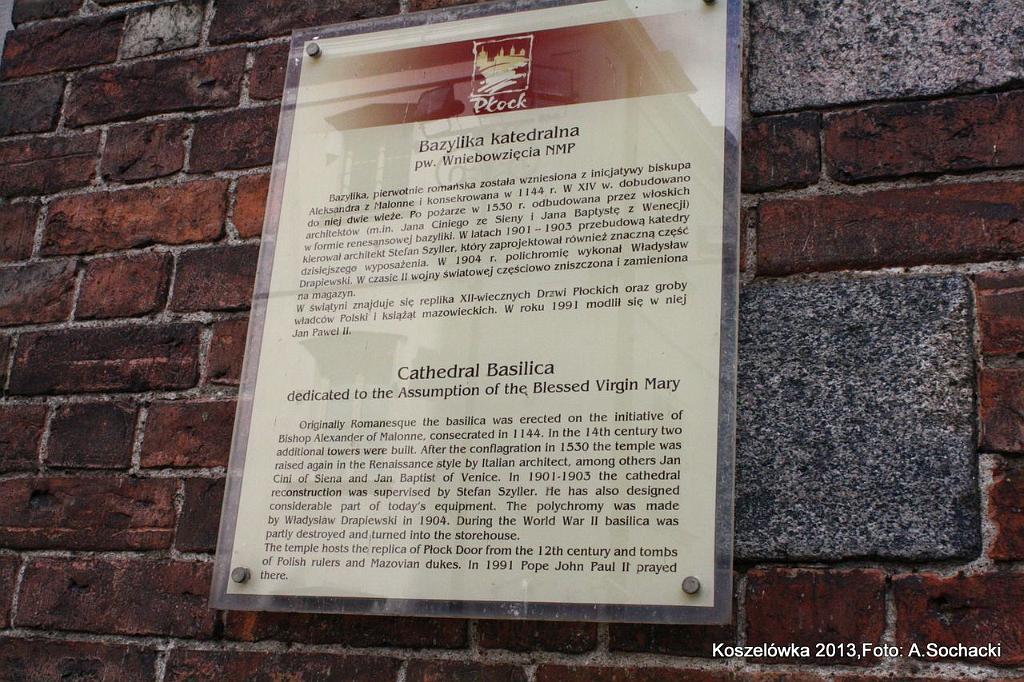 Płock
Bazylika katedralna
pw. Wniebowzięcia NMP
Bazylika, pierwotnie romańska została wzniesiona z inicjatywy biskupa
Aleksandra z Malonne i konsekrowana w 1144 r. W XIV w. dobudowano
do niej dwie wieże. Po pożarze w 1530 r. odbudowana przez włoskich
architektów (m.in. Jana Ciniego ze Sieny i Jana Baptystę z Wenecji)
w formie renesansowej bazyliki. W latach 1901 – 1903 przebudową katedry
kierował architekt Stefan Szyller, który zaprojektował również znaczną część
dzisiejszego wyposażenia. W 1904 r. polichromię wykonał Władysław
Drapiewski. W czasie II wojny światowej częściowo zniszczona i zamieniona
na magazyn.
W świątyni znajduje się replika XII-wiecznych Drzwi Płockich oraz groby
władców Polski i książąt mazowieckich. W roku 1991 modlił się w niej
Jan Paweł II.
Cathedral Basilica
dedicated to the Assumption of the Blessed Virgin Mary
Originally Romanesque the basilica was erected on the initiative of
Bishop Alexander of Malonne, consecrated in 1144. In the 14th century two
additional towers were built. After the conflagration in 1530 the temple was
raised again in the Renaissance style by Italian architect, among others Jan
Cini of Siena and Jan Baptist of Venice. In 1901-1903 the cathedral
reconstruction was supervised by Stefan Szyller. He has also designed
considerable part of today's equipment. The polychromy was made
by Władysław Drapiewski in 1904. During the World War II basilica was
partly destroyed and turned into the storehouse.
The temple hosts the replica of Płock Door from the 12th century and tombs
of Polish rulers and Mazovian dukes. In 1991 Pope John Paul II prayed
there.
Koszelówka 2013,Foto: A.Sochacki